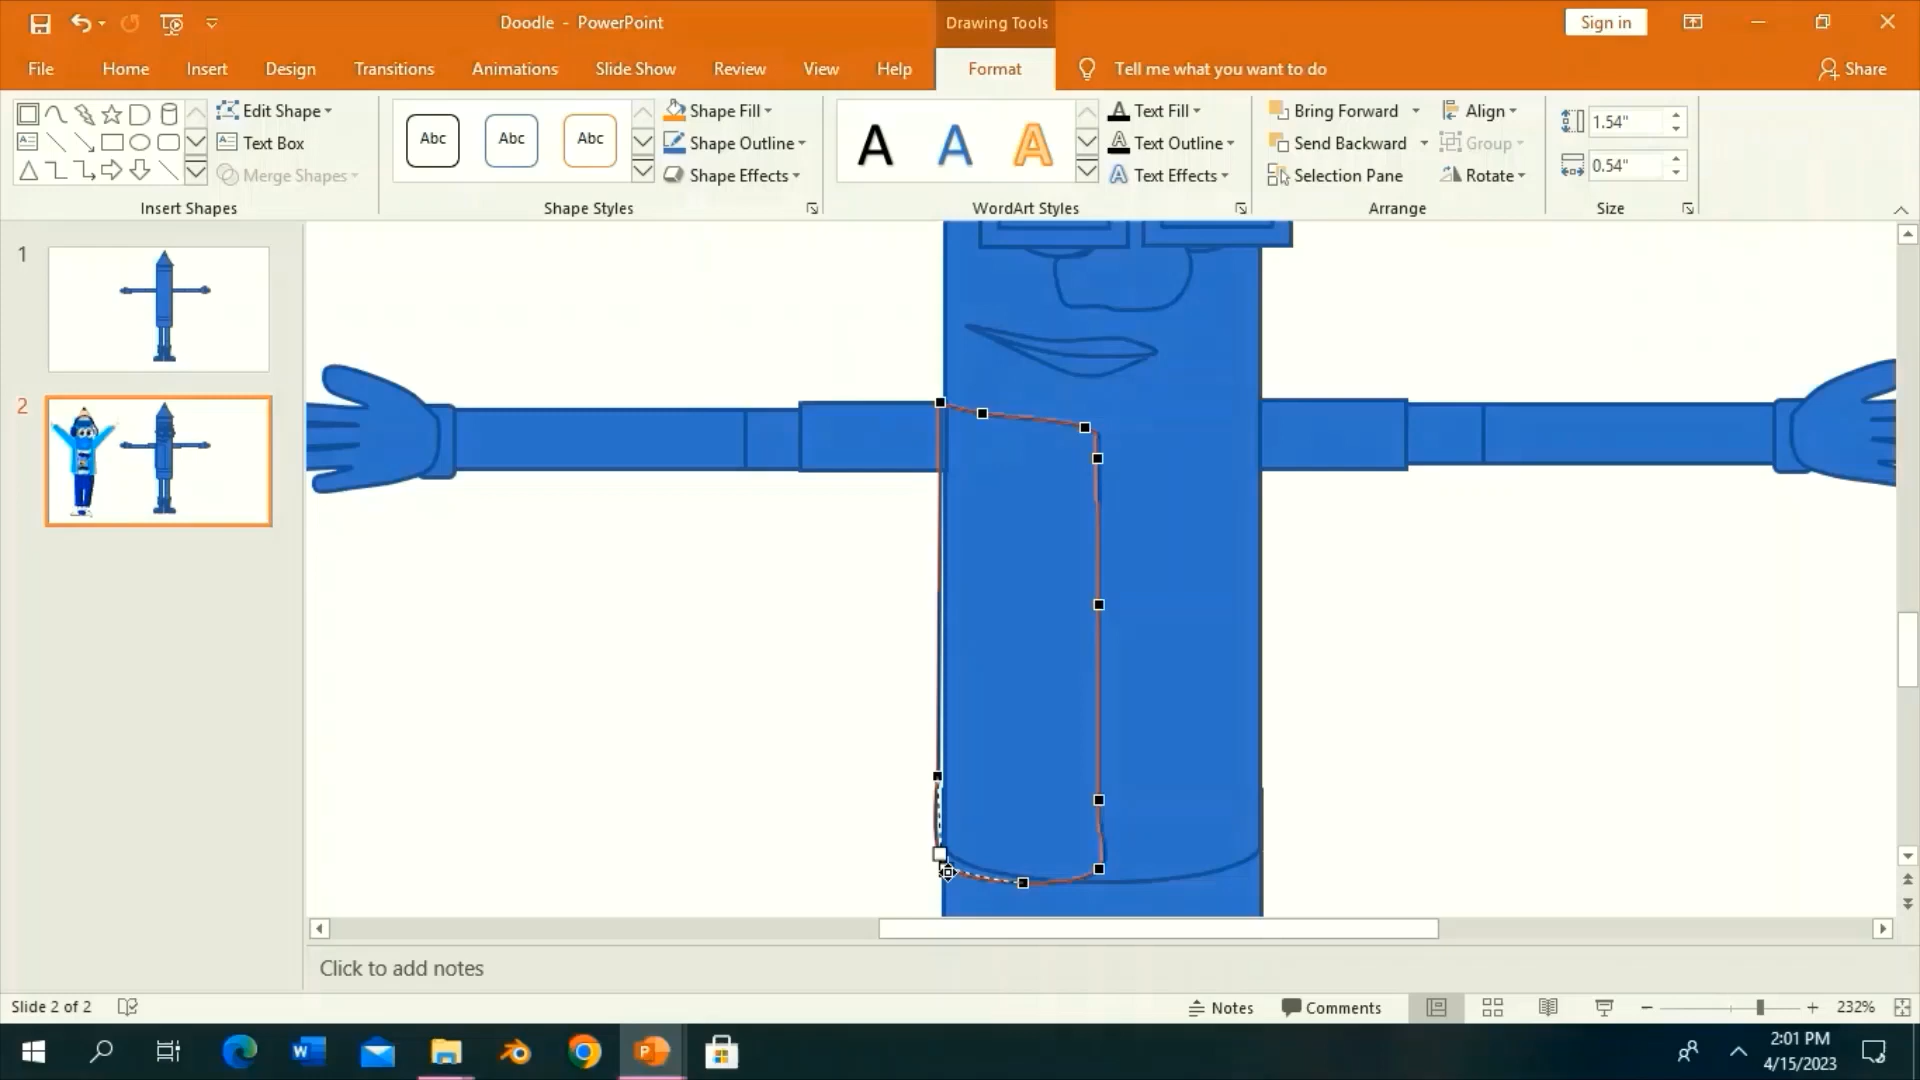 Doodle - PowerPoint
Drawing Tools
Sign in
File Home Insert Design Transitions Animations Slide Show Review View Help Format Tell me what you want to do Share
Edit Shape
Text Box
Merge Shapes
Insert Shapes
Abc Abc Abc
Shape Fill
Shape Outline
Shape Effects
Shape Styles
A A A
Text Fill
Text Outline
Text Effects
WordArt Styles
Bring Forward
Send Backward
Selection Pane
Align
Group
Rotate
Arrange
1.54"
0.54"
Size
1
2
Click to add notes
Slide 2 of 2
Notes Comments 232%
2:01 PM
4/15/2023